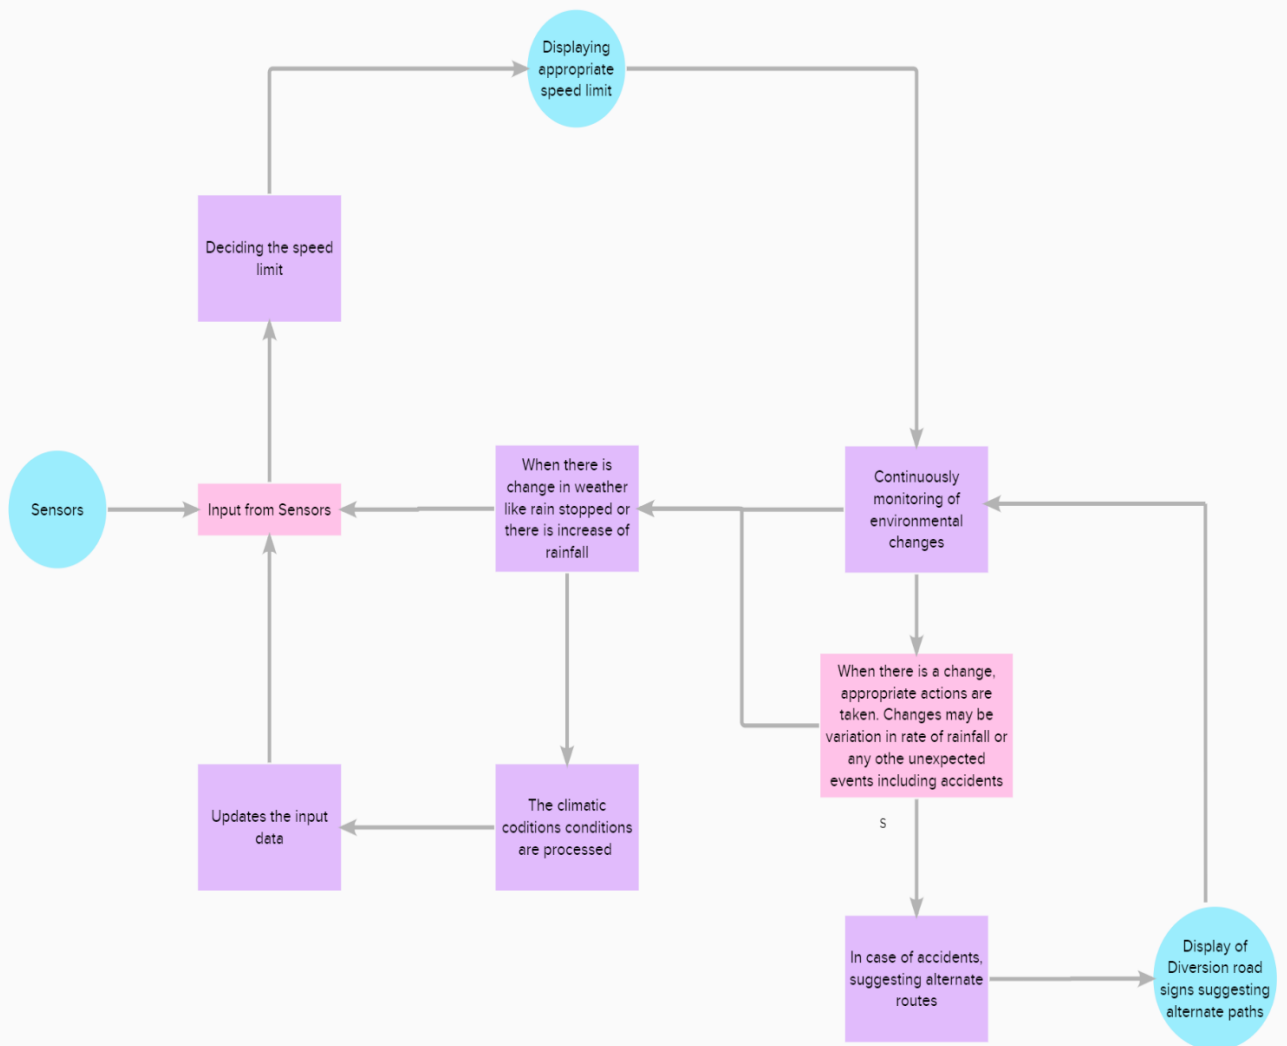 Displaying
appropriate
speed limit
Deciding the speed
limit
Sensors
Input from Sensors
When there is
change in weather
like rain stopped or
there is increase of
rainfall
Continuously
monitoring of
environmental
changes
When there is a change,
appropriate actions are
taken. Changes may be
variation in rate of rainfall or
any othe unexpected
events including accidents
S
Updates the input
data
The climatic
coditions conditions
are processed
In case of accidents,
suggesting alternate
routes
Display of
Diversion road
signs suggesting
alternate paths